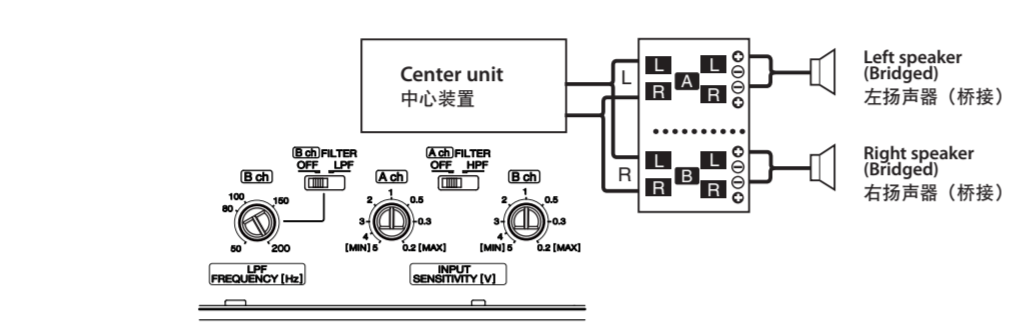 Center unit
中心装置
L
R
L
R
A
L
R
L
R
B
L
R
Left speaker
(Bridged)
左扬声器（桥接）
Right speaker
(Bridged)
右扬声器（桥接）
B ch FILTER
OFF LPF
A ch FILTER
OFF HPF
B ch
100
150
80
50
200
A ch
1
2
0.5
3
0.3
4
[MIN] 5
0.2 [MAX]
B ch
1
2
0.5
3
0.3
4
[MIN] 5
0.2 [MAX]
LPF
FREQUENCY [Hz]
INPUT
SENSITIVITY [V]